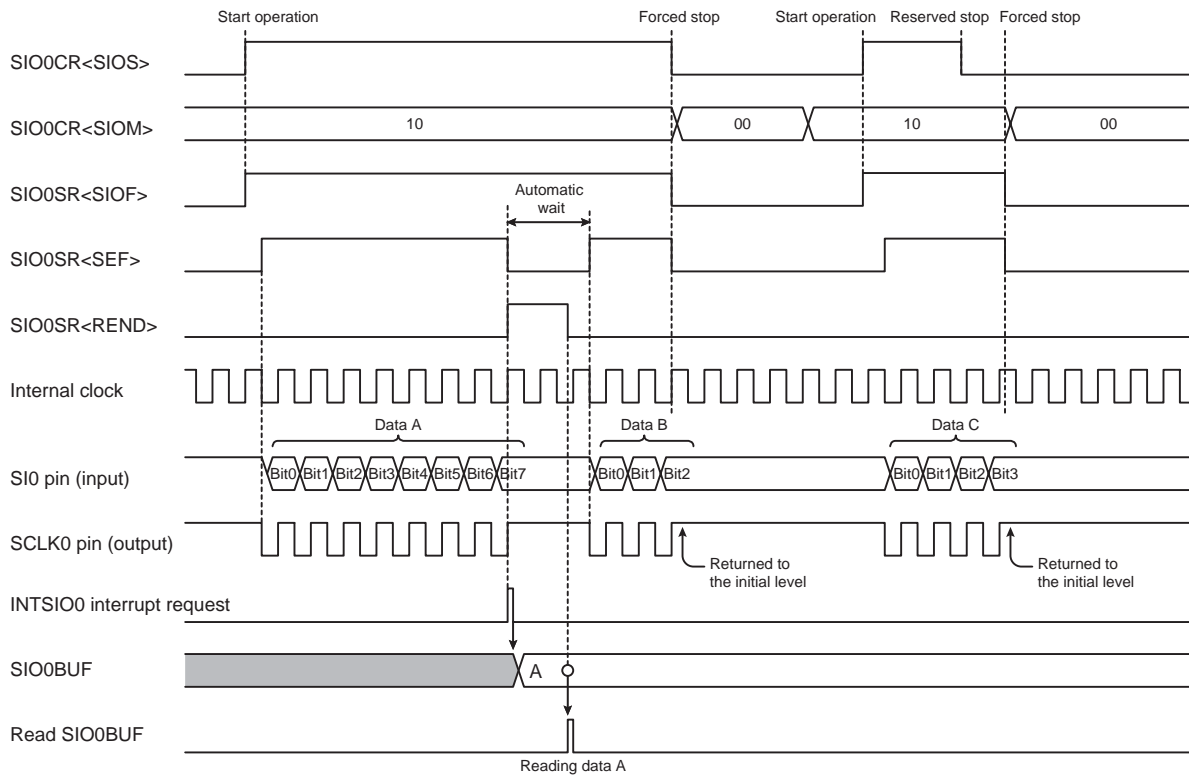 Start operation Forced stop Start operation Reserved stop Forced stop
SIO0CR<SIOS>
SIO0CR<SIOM> 10 00 10 00
SIO0SR<SIOF>
Automatic
wait
SIO0SR<SEF>
SIO0SR<REND>
Internal clock
Data A Data B Data C
SI0 pin (input) Bit0 Bit1 Bit2 Bit3 Bit4 Bit5 Bit6 Bit7 Bit0 Bit1 Bit2 Bit0 Bit1 Bit2 Bit3
SCLK0 pin (output)
Returned to Returned to
the initial level the initial level
INTSIO0 interrupt request
SIO0BUF A
Read SIO0BUF
Reading data A